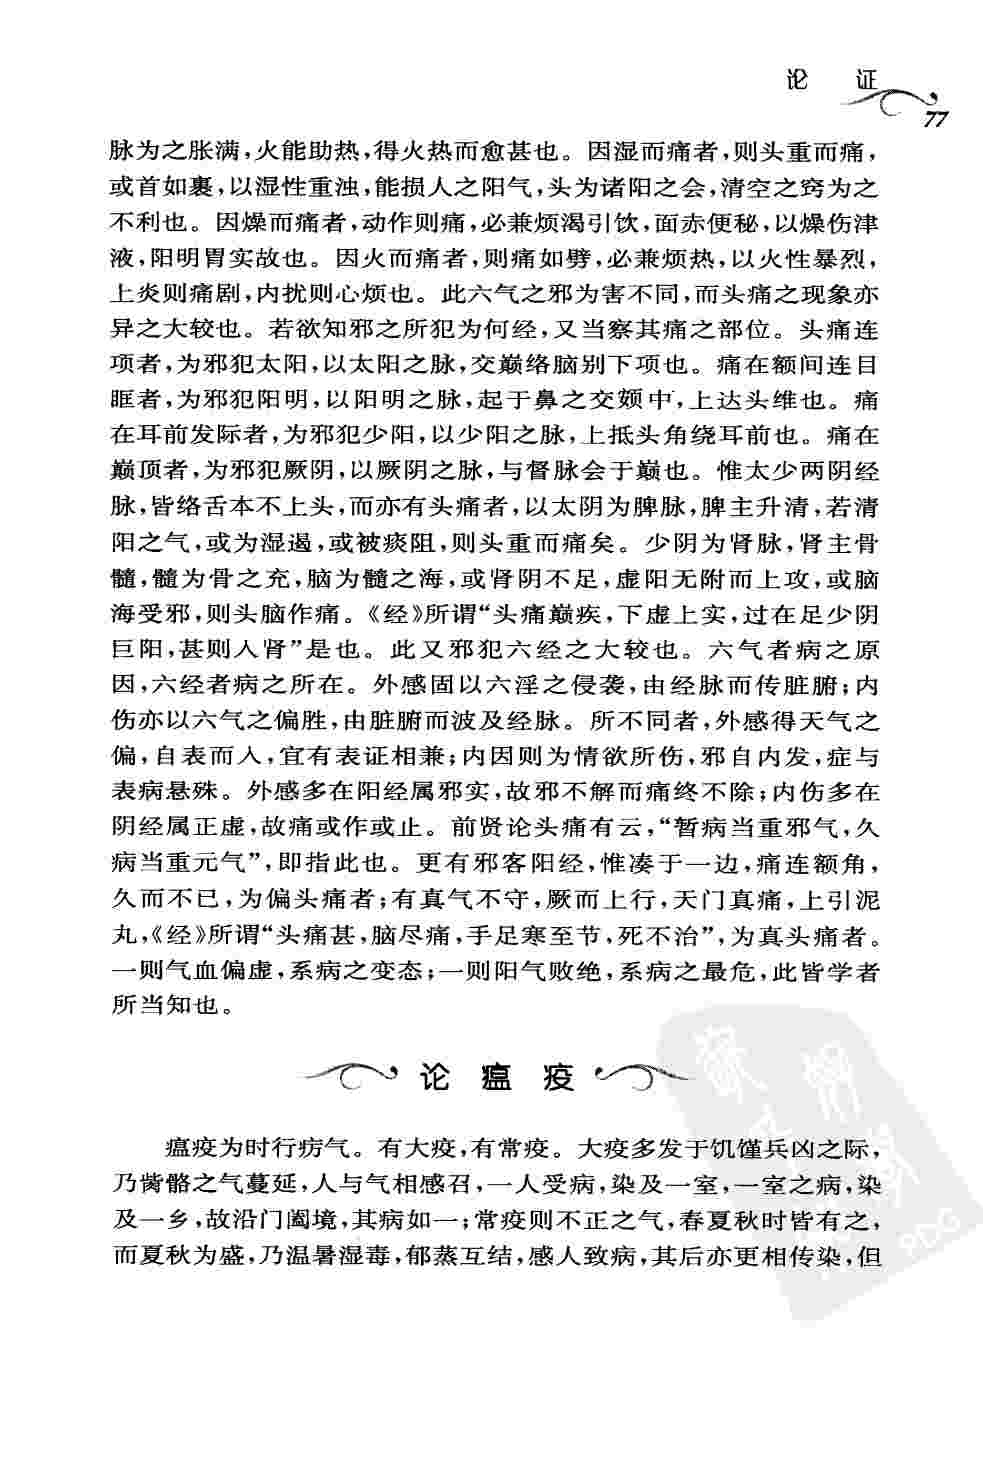 论 证
77
脉为之胀满,火能助热,得火热而愈甚也。因湿而痛者,则头重而痛,
或首如裹,以湿性重浊,能损人之阳气,头为诸阳之会,清空之窍为之
不利也。因燥而痛者,动作则痛,必兼烦渴引饮,面赤便秘,以燥伤津
液,阳明胃实故也。因火而痛者,则痛如劈,必兼烦热,以火性暴烈,
上炎则痛剧,内扰则心烦也。此六气之邪为害不同,而头痛之现象亦
异之大较也。若欲知邪之所犯为何经,又当察其痛之部位。头痛连
项者,为邪犯太阳,以太阳之脉,交巅络脑别下项也。痛在额间连目
眶者,为邪犯阳明,以阳明之脉,起于鼻之交颏中,上达头维也。痛
在耳前发际者,为邪犯少阳,以少阳之脉,上抵头角绕耳前也。痛在
巅顶者,为邪犯厥阴,以厥阴之脉,与督脉会于巅也。惟太少两阴经
脉,皆络舌本不上头,而亦有头痛者,以太阴为脾脉,脾主升清,若清
阳之气,或为湿遏,或被痰阻,则头重而痛矣。少阴为肾脉,肾主骨
髓,髓为骨之充,脑为髓之海,或肾阴不足,虚阳无附而上攻,或脑
海受邪,则头脑作痛。《经》所谓“头痛巅疾,下虚上实,过在足少阴
巨阳,甚则入肾”是也。此又邪犯六经之大较也。六气者病之原
因,六经者病之所在。外感固以六淫之侵袭,由经脉而传脏腑;内
伤亦以六气之偏胜,由脏腑而波及经脉。所不同者,外感得天气之
偏,自表而入,宜有表证相兼;内因则为情欲所伤,邪自内发,症与
表病悬殊。外感多在阳经属邪实,故邪不解而痛终不除;内伤多在
阴经属正虚,故痛或作或止。前贤论头痛有云,“暂病当重邪气,久
病当重元气”,即指此也。更有邪客阳经,惟凑于一边,痛连额角,
久而不已,为偏头痛者;有真气不守,厥而上行,天门真痛,上引泥
丸,《经》所谓“头痛甚,脑尽痛,手足寒至节,死不治”,为真头痛者。
一则气血偏虚,系病之变态;一则阳气败绝,系病之最危,此皆学者
所当知也。
论瘟疫
瘟疫为时行疠气。有大疫,有常疫。大疫多发于饥馑兵凶之际,
乃胔骼之气蔓延,人与气相感召,一人受病,染及一室,一室之病,染
及一乡,故沿门阖境,其病如一;常疫则不正之气,春夏秋时皆有之,
而夏秋为盛,乃温暑湿毒,郁蒸互结,感人致病,其后亦更相传染,但
PDG